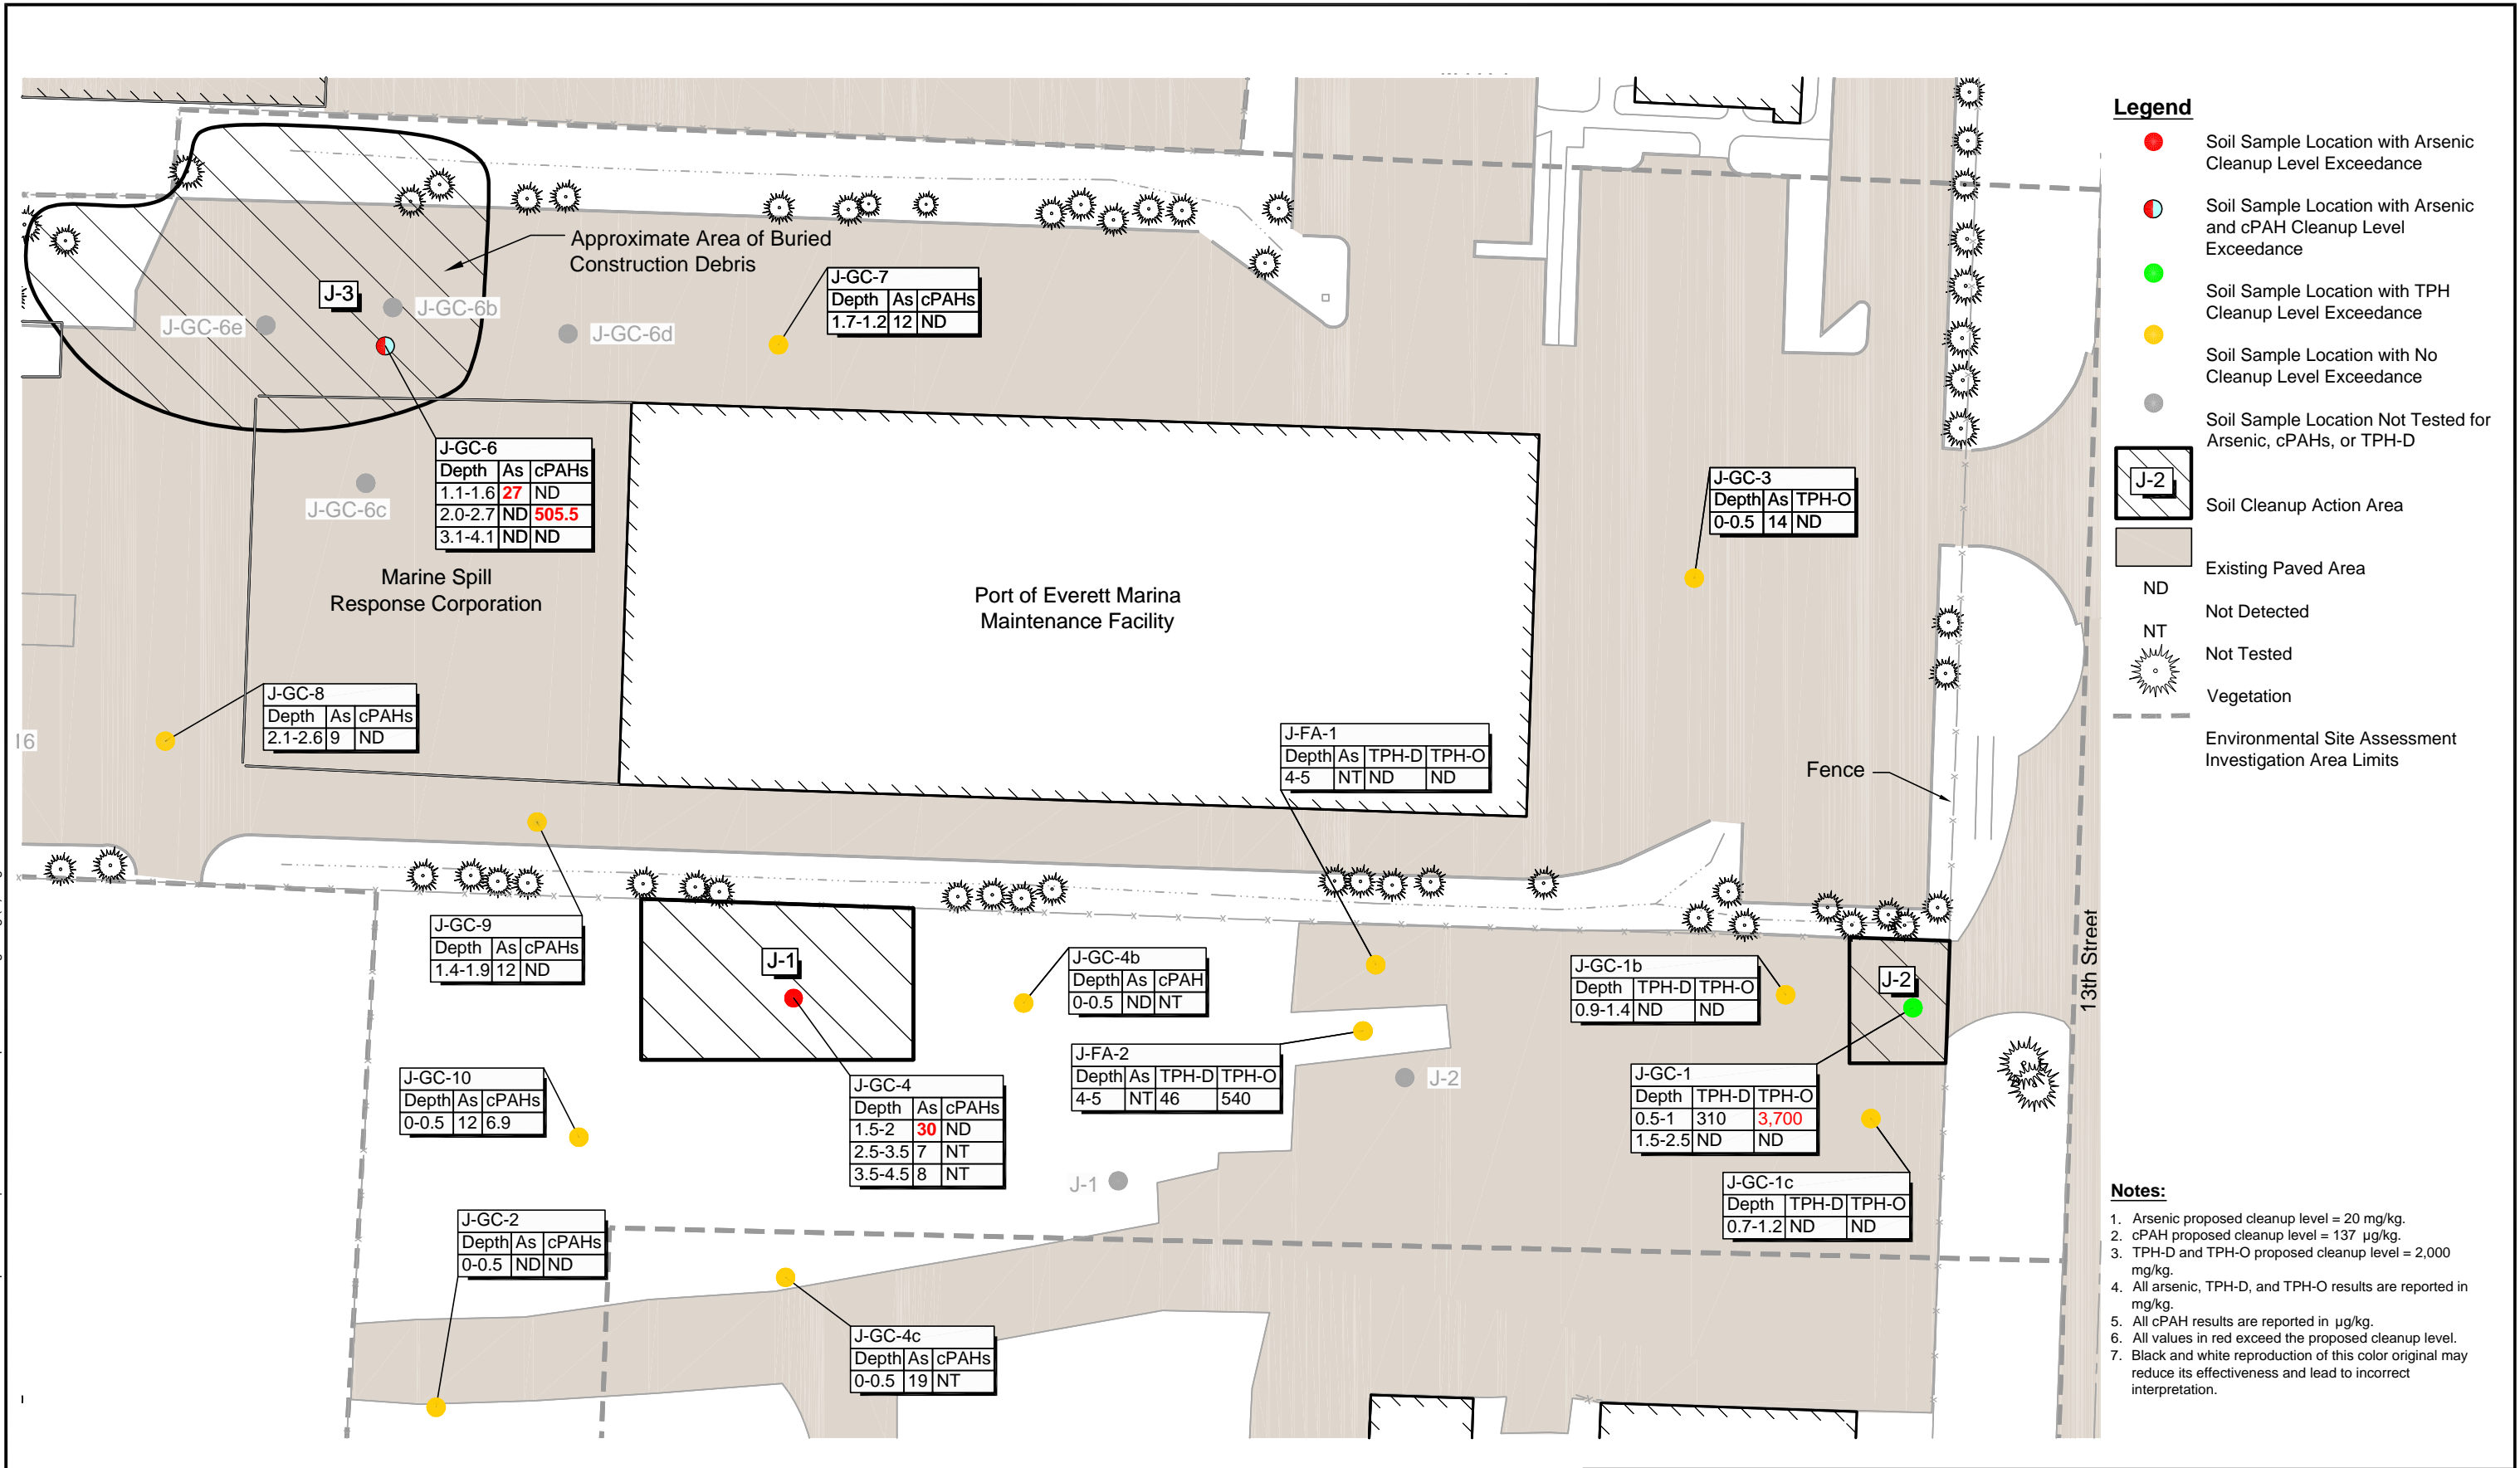 Approximate Area of Buried
Construction Debris
J-3
J-GC-6b
J-GC-6e
J-GC-6d
J-GC-7
Depth As cPAHs
1.7-1.2 12 ND
J-GC-6
Depth As cPAHs
1.1-1.6 27 ND
2.0-2.7 ND 505.5
3.1-4.1 ND ND
J-GC-6c
Marine Spill
Response Corporation
Port of Everett Marina
Maintenance Facility
J-GC-3
Depth As TPH-O
0-0.5 14 ND
J-GC-8
Depth As cPAHs
2.1-2.6 9 ND
J-FA-1
Depth As TPH-D TPH-O
4-5 NT ND ND
Fence
13th Street
J-GC-9
Depth As cPAHs
1.4-1.9 12 ND
J-1
J-GC-4b
Depth As cPAH
0-0.5 ND NT
J-GC-1b
Depth TPH-D TPH-O
0.9-1.4 ND ND
J-2
J-FA-2
Depth As TPH-D TPH-O
4-5 NT 46 540
J-2
J-GC-10
Depth As cPAHs
0-0.5 12 6.9
J-GC-4
Depth As cPAHs
1.5-2 30 ND
2.5-3.5 7 NT
3.5-4.5 8 NT
J-GC-1
Depth TPH-D TPH-O
0.5-1 310 3,700
1.5-2.5 ND ND
J-1
J-GC-1c
Depth TPH-D TPH-O
0.7-1.2 ND ND
J-GC-2
Depth As cPAHs
0-0.5 ND ND
J-GC-4c
Depth As cPAHs
0-0.5 19 NT
Legend
Soil Sample Location with Arsenic
Cleanup Level Exceedance
Soil Sample Location with Arsenic
and cPAH Cleanup Level
Exceedance
Soil Sample Location with TPH
Cleanup Level Exceedance
Soil Sample Location with No
Cleanup Level Exceedance
Soil Sample Location Not Tested for
Arsenic, cPAHs, or TPH-D
J-2
Soil Cleanup Action Area
Existing Paved Area
ND
Not Detected
NT
Not Tested
Vegetation
Environmental Site Assessment
Investigation Area Limits
Notes:
1. Arsenic proposed cleanup level = 20 mg/kg.
2. cPAH proposed cleanup level = 137 µg/kg.
3. TPH-D and TPH-O proposed cleanup level = 2,000
mg/kg.
4. All arsenic, TPH-D, and TPH-O results are reported in
mg/kg.
5. All cPAH results are reported in µg/kg.
6. All values in red exceed the proposed cleanup level.
7. Black and white reproduction of this color original may
reduce its effectiveness and lead to incorrect
interpretation.